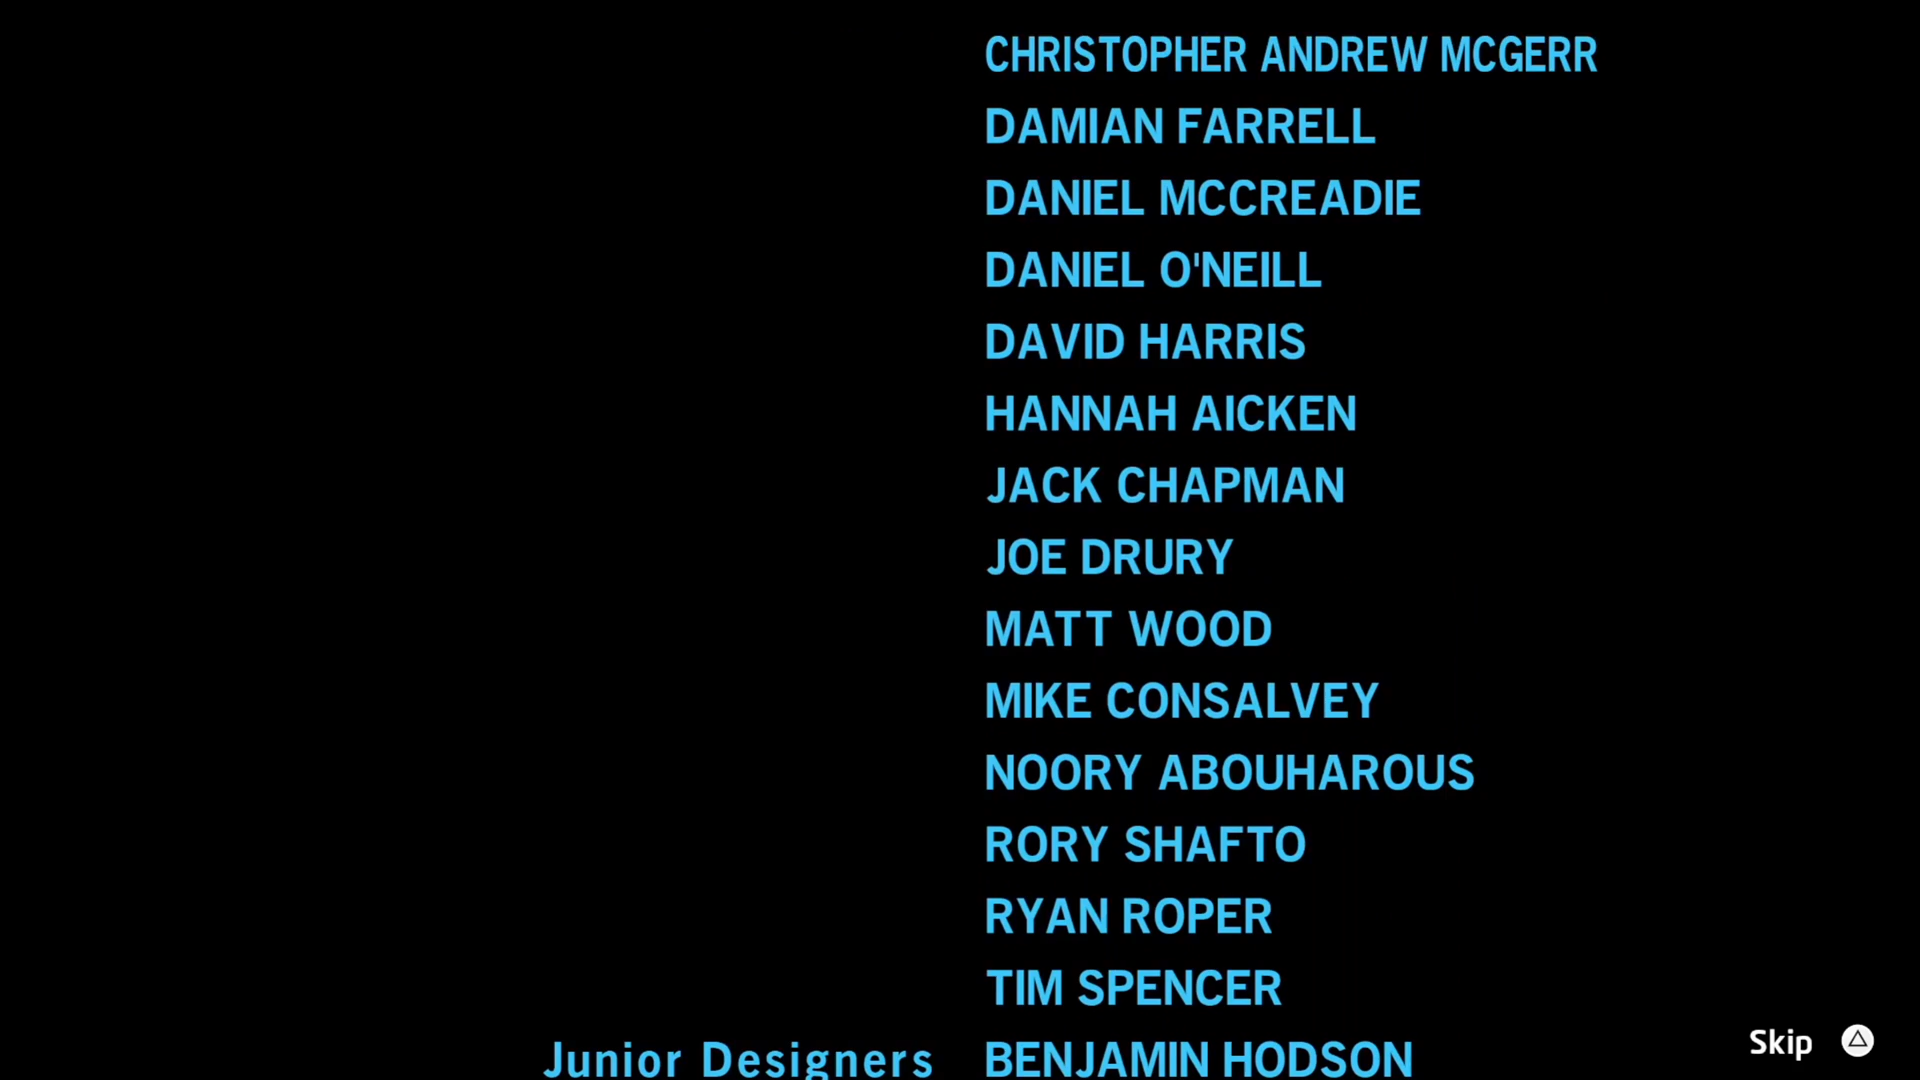 CHRISTOPHER ANDREW MCGERR
DAMIAN FARRELL
DANIEL MCCREADIE
DANIEL O'NEILL
DAVID HARRIS
HANNAH AICKEN
JACK CHAPMAN
JOE DRURY
MATT WOOD
MIKE CONSALVEY
NOORY ABOUHAROUS
RORY SHAFTO
RYAN ROPER
TIM SPENCER
Junior Designers BENJAMIN HODSON
Skip